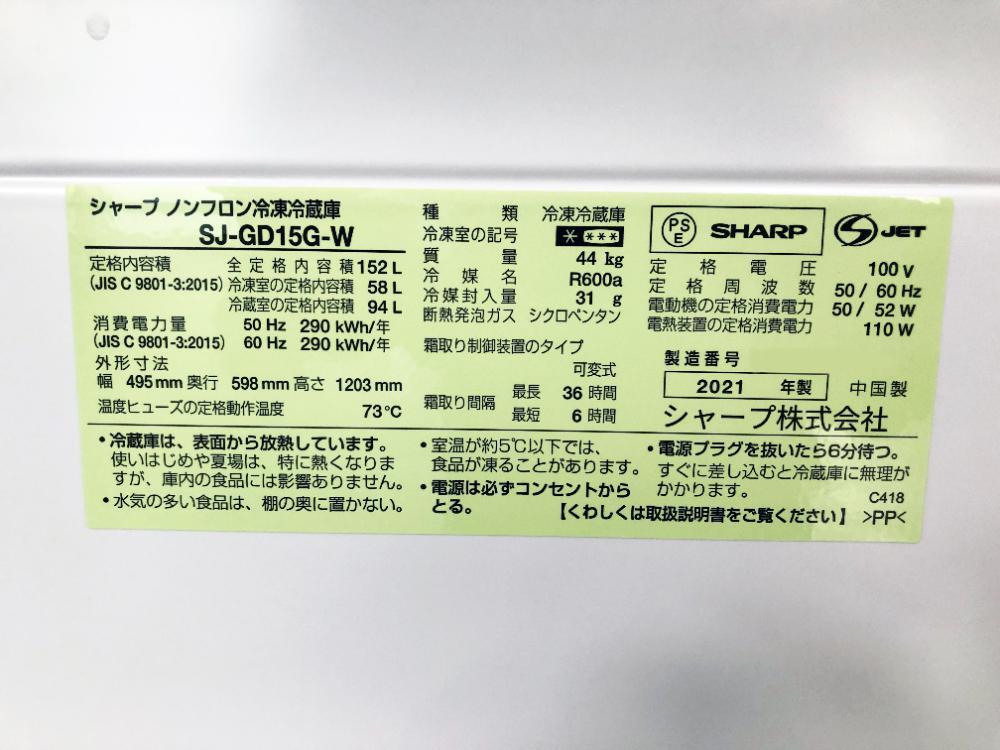 シャープ ノンフロン冷凍冷蔵庫
SJ-GD15G-W
定格内容積 全定格内容積 152 L
(JIS C 9801-3:2015) 冷凍室の定格内容積 58 L
冷蔵室の定格内容積 94 L
消費電力量 50 Hz 290 kWh/年
(JIS C 9801-3:2015) 60 Hz 290 kWh/年
外形寸法
幅 495 mm 奥行 598 mm 高さ 1203 mm
温度ヒューズの定格動作温度 73℃
種類 冷凍冷蔵庫
冷凍室の記号 * ***
質量 44 kg
冷媒名 R600a
冷媒封入量 31 g
断熱発泡ガス シクロペンタン
霜取り制御装置のタイプ
可変式
霜取り間隔 最長 36 時間
最短 6 時間
PS E SHARP S JET
定格電圧 100 V
定格周波数 50 / 60 Hz
電動機の定格消費電力 50 / 52 W
電熱装置の定格消費電力 110 W
製造番号
2021 年製 中国製
シャープ株式会社
・冷蔵庫は、表面から放熱しています。
使いはじめや夏場は、特に熱くなりま
すが、庫内の食品には影響ありません。
・水気の多い食品は、棚の奥に置かない。
・室温が約5℃以下では、
食品が凍ることがあります。
・電源は必ずコンセントから
とる。
・電源プラグを抜いたら6分待つ。
すぐに差し込むと冷蔵庫に無理が
かかります。
C418
【くわしくは取扱説明書をご覧ください】 >PP<